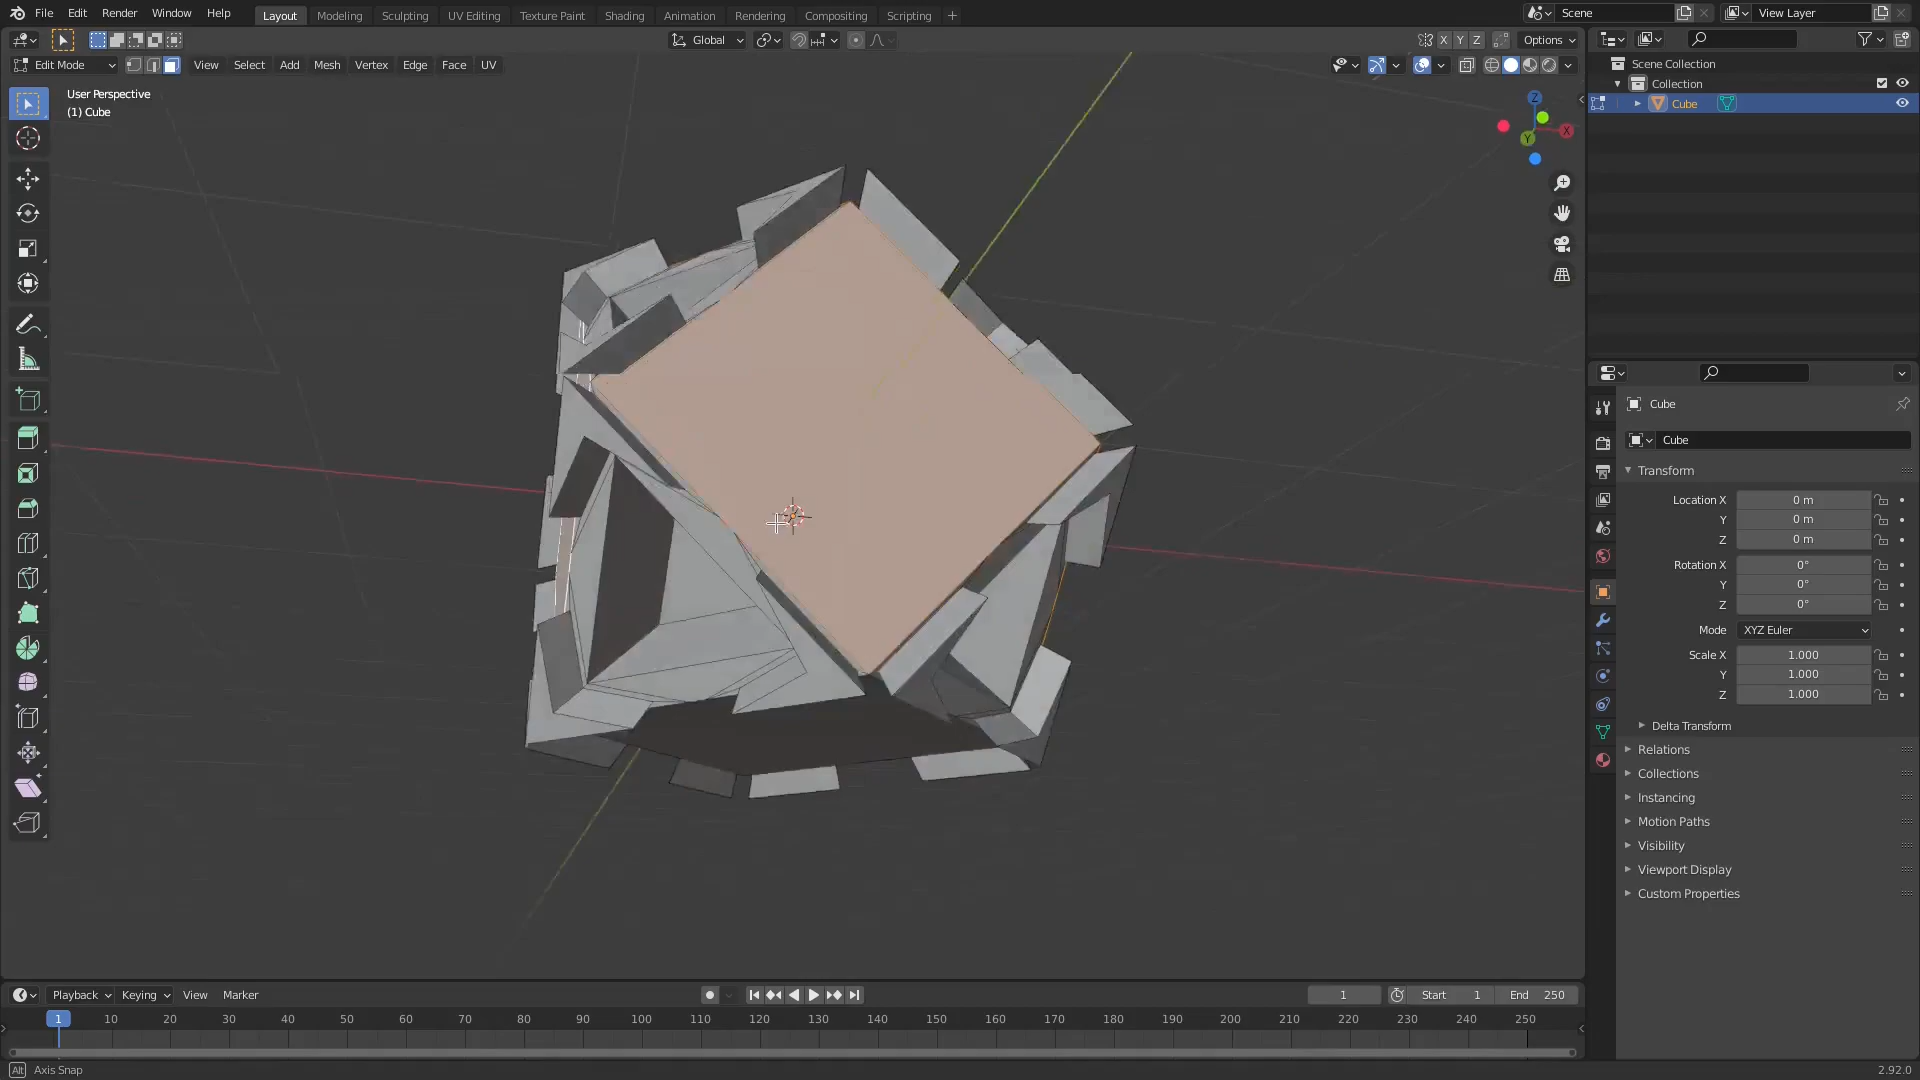 File Edit Render Window Help Layout Modeling Sculpting UV Editing Texture Paint Shading Animation Rendering Compositing Scripting + Scene View Layer
Global X Y Z Options
Edit Mode View Select Add Mesh Vertex Edge Face UV
User Perspective
(1) Cube
Z
X
Y
Scene Collection
Collection
Cube
Cube
Cube
Transform
Location X 0 m
Y 0 m
Z 0 m
Rotation X 0°
Y 0°
Z 0°
Mode XYZ Euler
Scale X 1.000
Y 1.000
Z 1.000
Delta Transform
Relations
Collections
Instancing
Motion Paths
Visibility
Viewport Display
Custom Properties
Playback Keying View Marker 1 Start 1 End 250
1 10 20 30 40 50 60 70 80 90 100 110 120 130 140 150 160 170 180 190 200 210 220 230 240 250
Alt Axis Snap 2.92.0